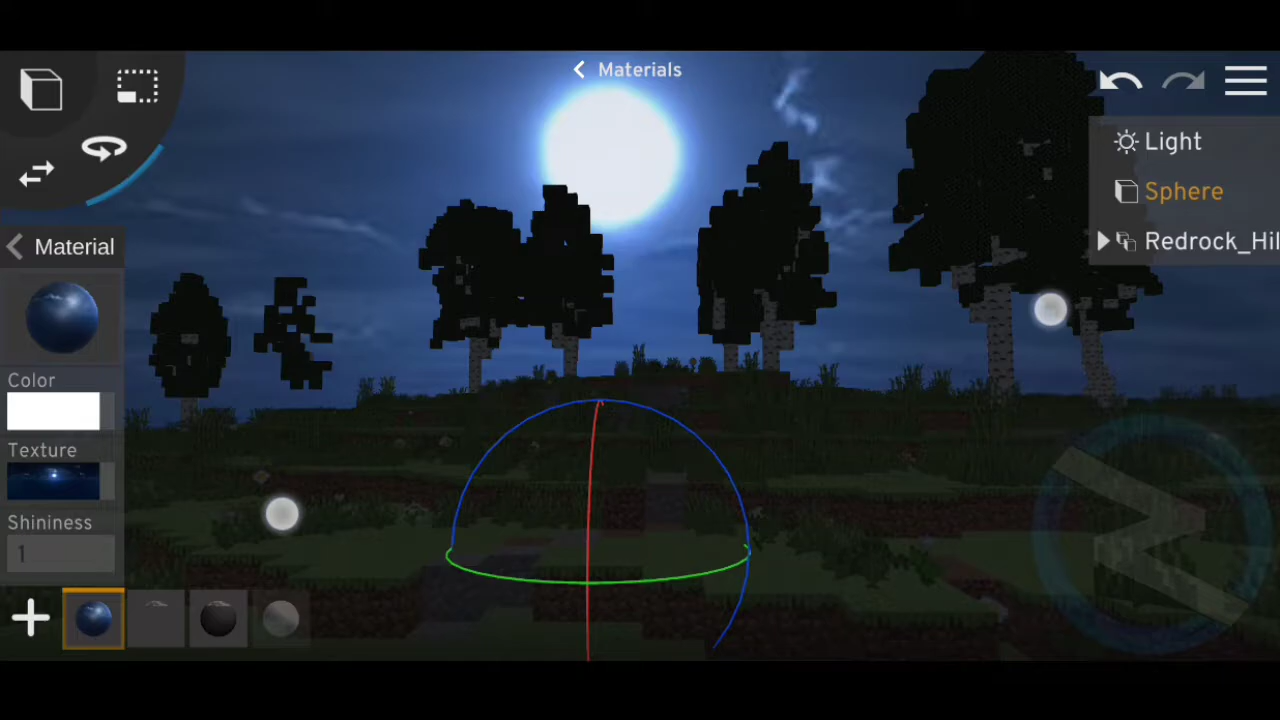 Materials
Light
Sphere
Redrock_Hil
Material
Color
Texture
Shininess
1